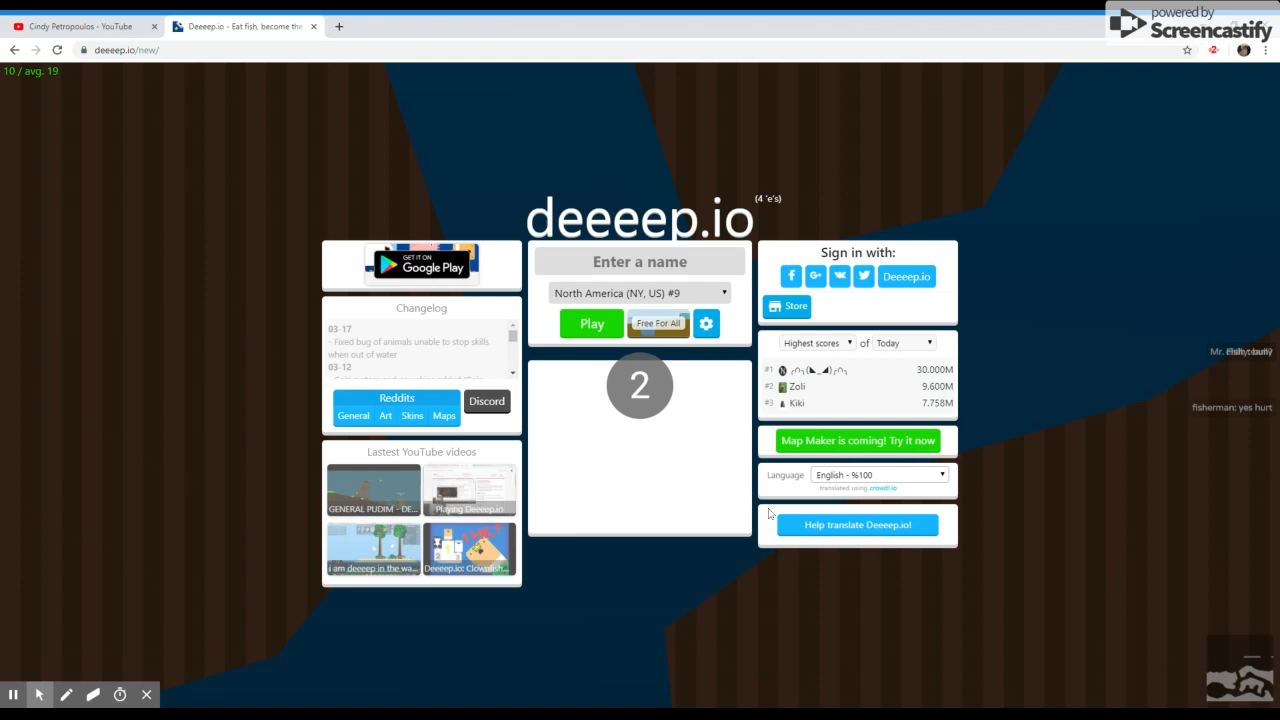 powered by
Screencastify
Cindy Petropoulos - YouTube
Deeeep.io - Eat fish, become the
deeeep.io/new/
10 / avg. 19
deeeep.io
(4 'e's)
GET IT ON
Google Play
Changelog
03-17
- Fixed bug of animals unable to stop skills
when out of water
03-12
Reddits
General Art Skins Maps
Discord
Lastest YouTube videos
GENERAL PUDIM - DE...
Playing Deeeep.io
i am deeeep in the wa...
1 MIL?
Deeeep.io: Clownfish...
Enter a name
North America (NY, US) #9
Play
Free For All
2
Sign in with:
Deeeep.io
Store
Highest scores of Today
#1 30.000M
#2 Zoli 9.600M
#3 Kiki 7.758M
Map Maker is coming! Try it now
Language English - %100
translated using crowdl.io
Help translate Deeeep.io!
fisherman: yes hurt